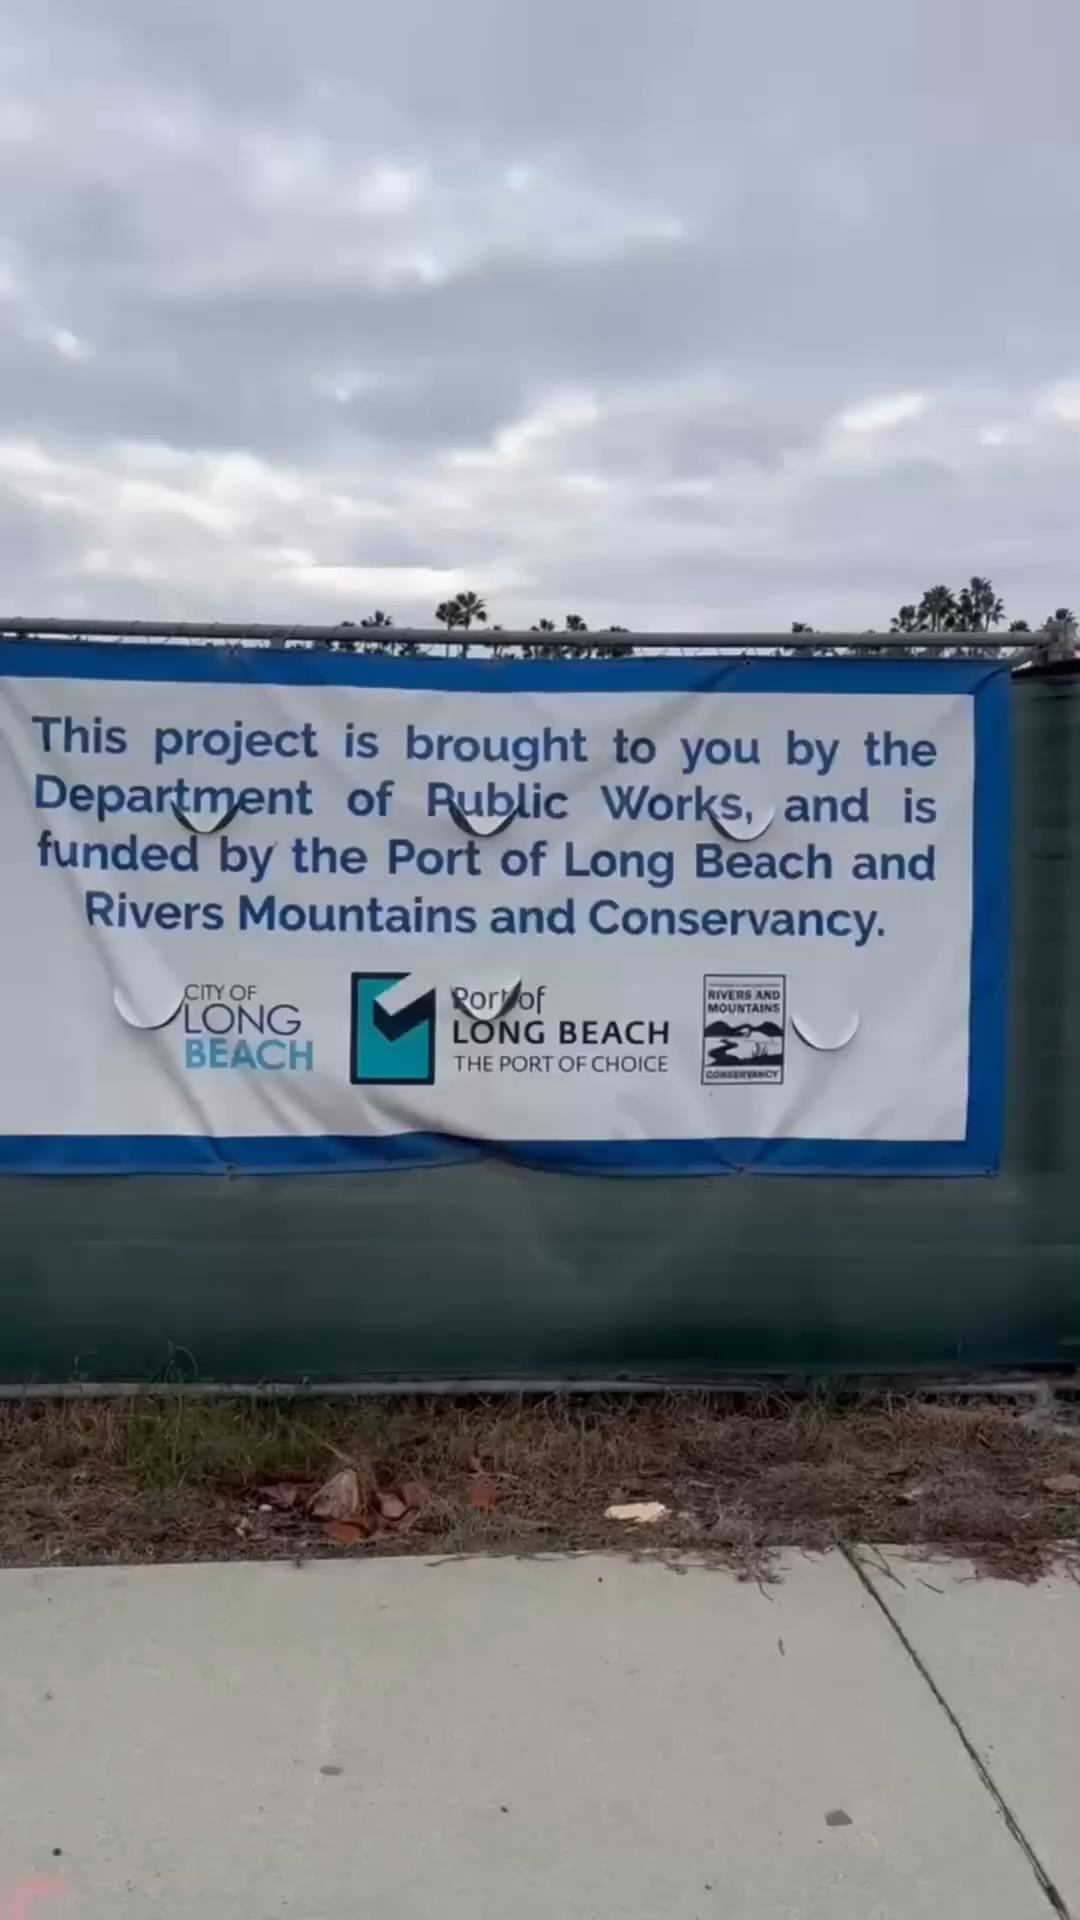 This project is brought to you by the
Department of Public Works, and is
funded by the Port of Long Beach and
Rivers Mountains and Conservancy.
CITY OF
LONG
BEACH
Port of
LONG BEACH
THE PORT OF CHOICE
RIVERS AND
MOUNTAINS
CONSERVANCY